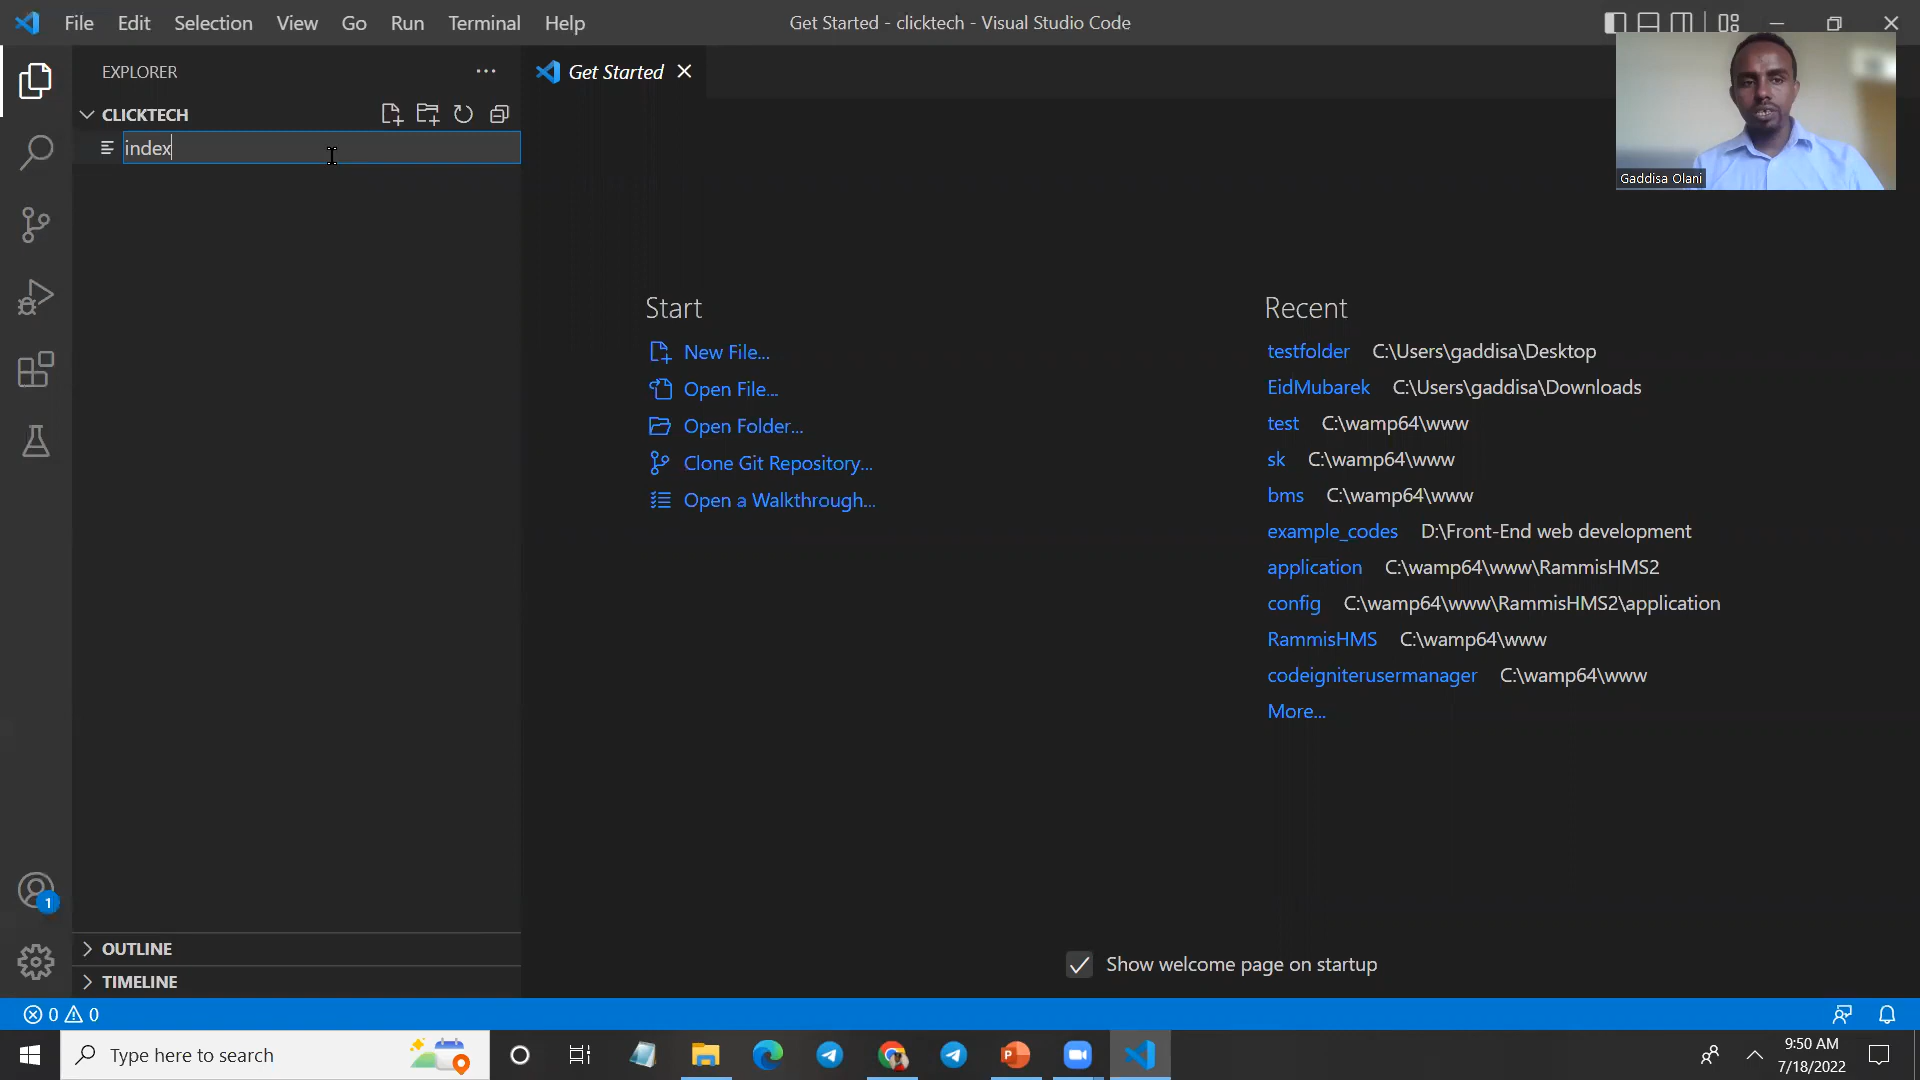 File Edit Selection View Go Run Terminal Help
Get Started - clicktech - Visual Studio Code
EXPLORER
Get Started
CLICKTECH
index
Gaddisa Olani
Start
New File...
Open File...
Open Folder...
Clone Git Repository...
Open a Walkthrough...
Recent
testfolder C:\Users\gaddisa\Desktop
EidMubarek C:\Users\gaddisa\Downloads
test C:\wamp64\www
sk C:\wamp64\www
bms C:\wamp64\www
example_codes D:\Front-End web development
application C:\wamp64\www\RammisHMS2
config C:\wamp64\www\RammisHMS2\application
RammisHMS C:\wamp64\www
codeigniterusermanager C:\wamp64\www
More...
1
OUTLINE
TIMELINE
Show welcome page on startup
0 0
Type here to search
9:50 AM
7/18/2022